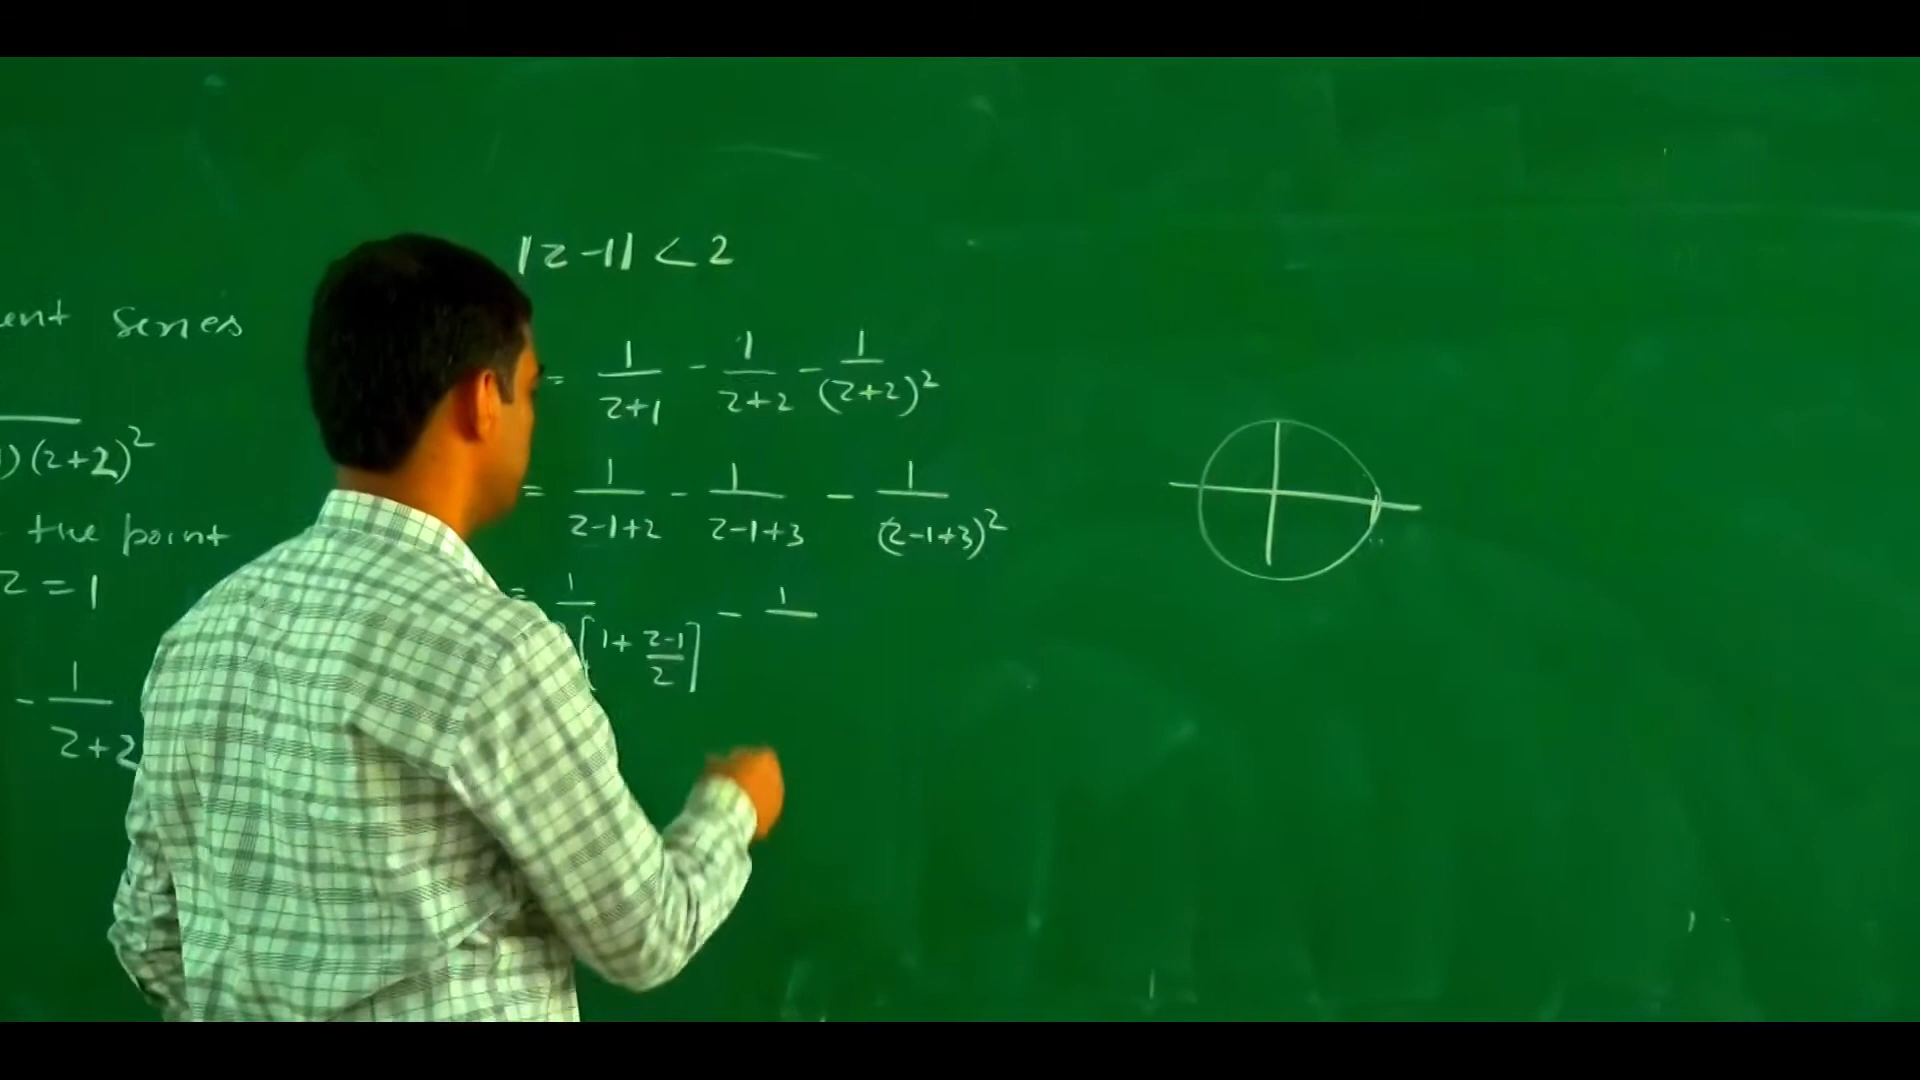 ent series
)(z+2)^2
the point
z = 1
- 1/(z+2
|z-1| < 2
= 1/(z+1) - 1/(z+2) - 1/(z+2)^2
= 1/(z-1+2) - 1/(z-1+3) - 1/(z-1+3)^2
= 1/[1+ (z-1)/2] - 1/